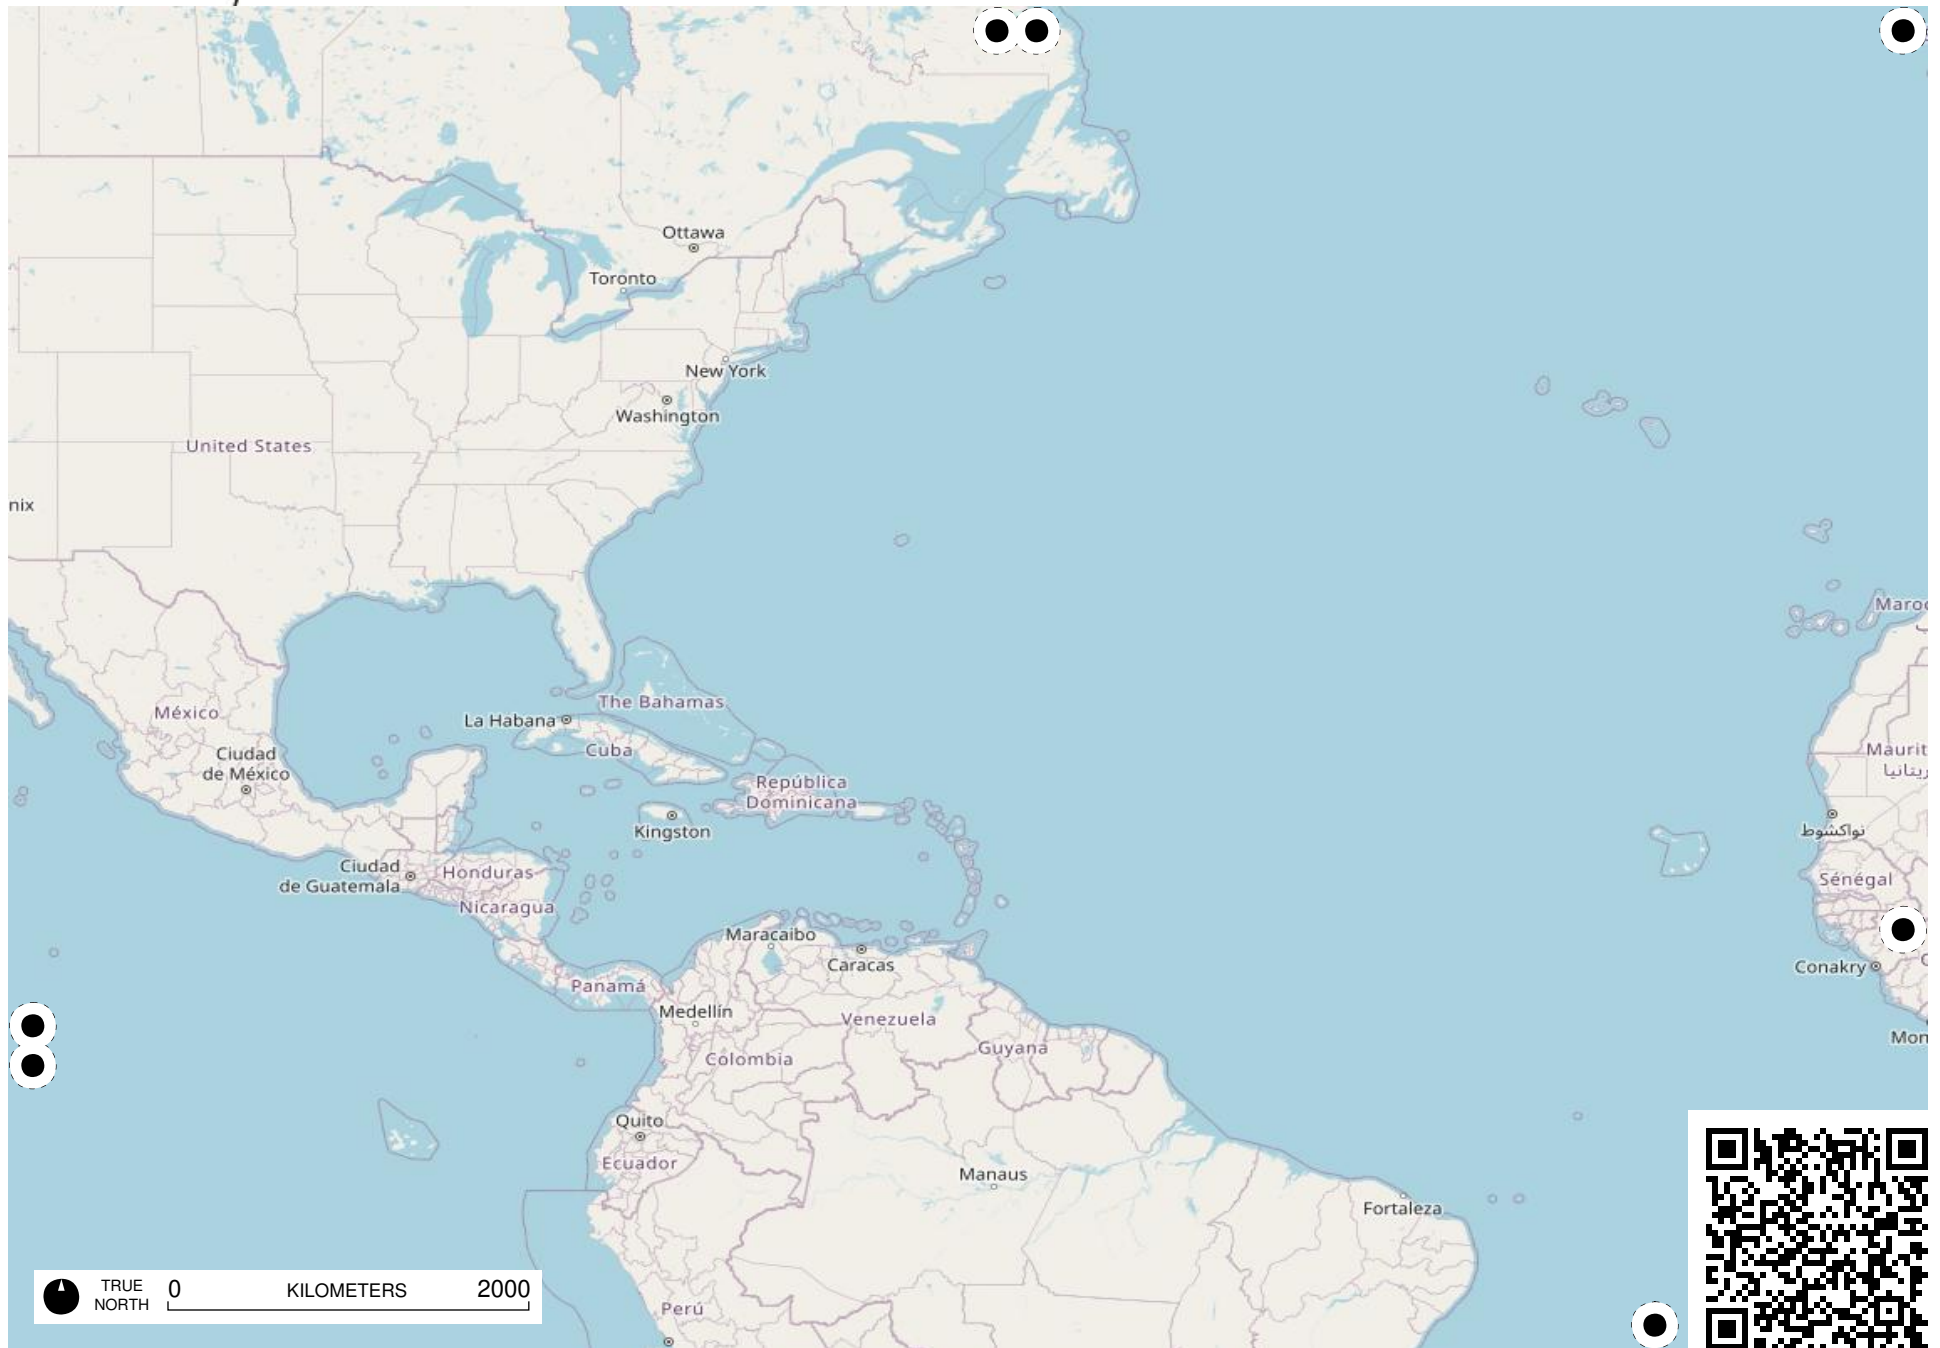 Ottawa
Toronto
New York
Washington
United States
nix
Maroc
The Bahamas
México
La Habana
Cuba
Ciudad
de México
Maurit
República
Dominicana
Kingston
نواكشوط
Ciudad
de Guatemala
Honduras
Sénégal
Nicaragua
Maracaibo
Caracas
Conakry
Panamá
Medellín
Venezuela
Mon
Guyana
Colombia
Quito
Ecuador
Manaus
Fortaleza
TRUE
NORTH
0 KILOMETERS 2000
Perú